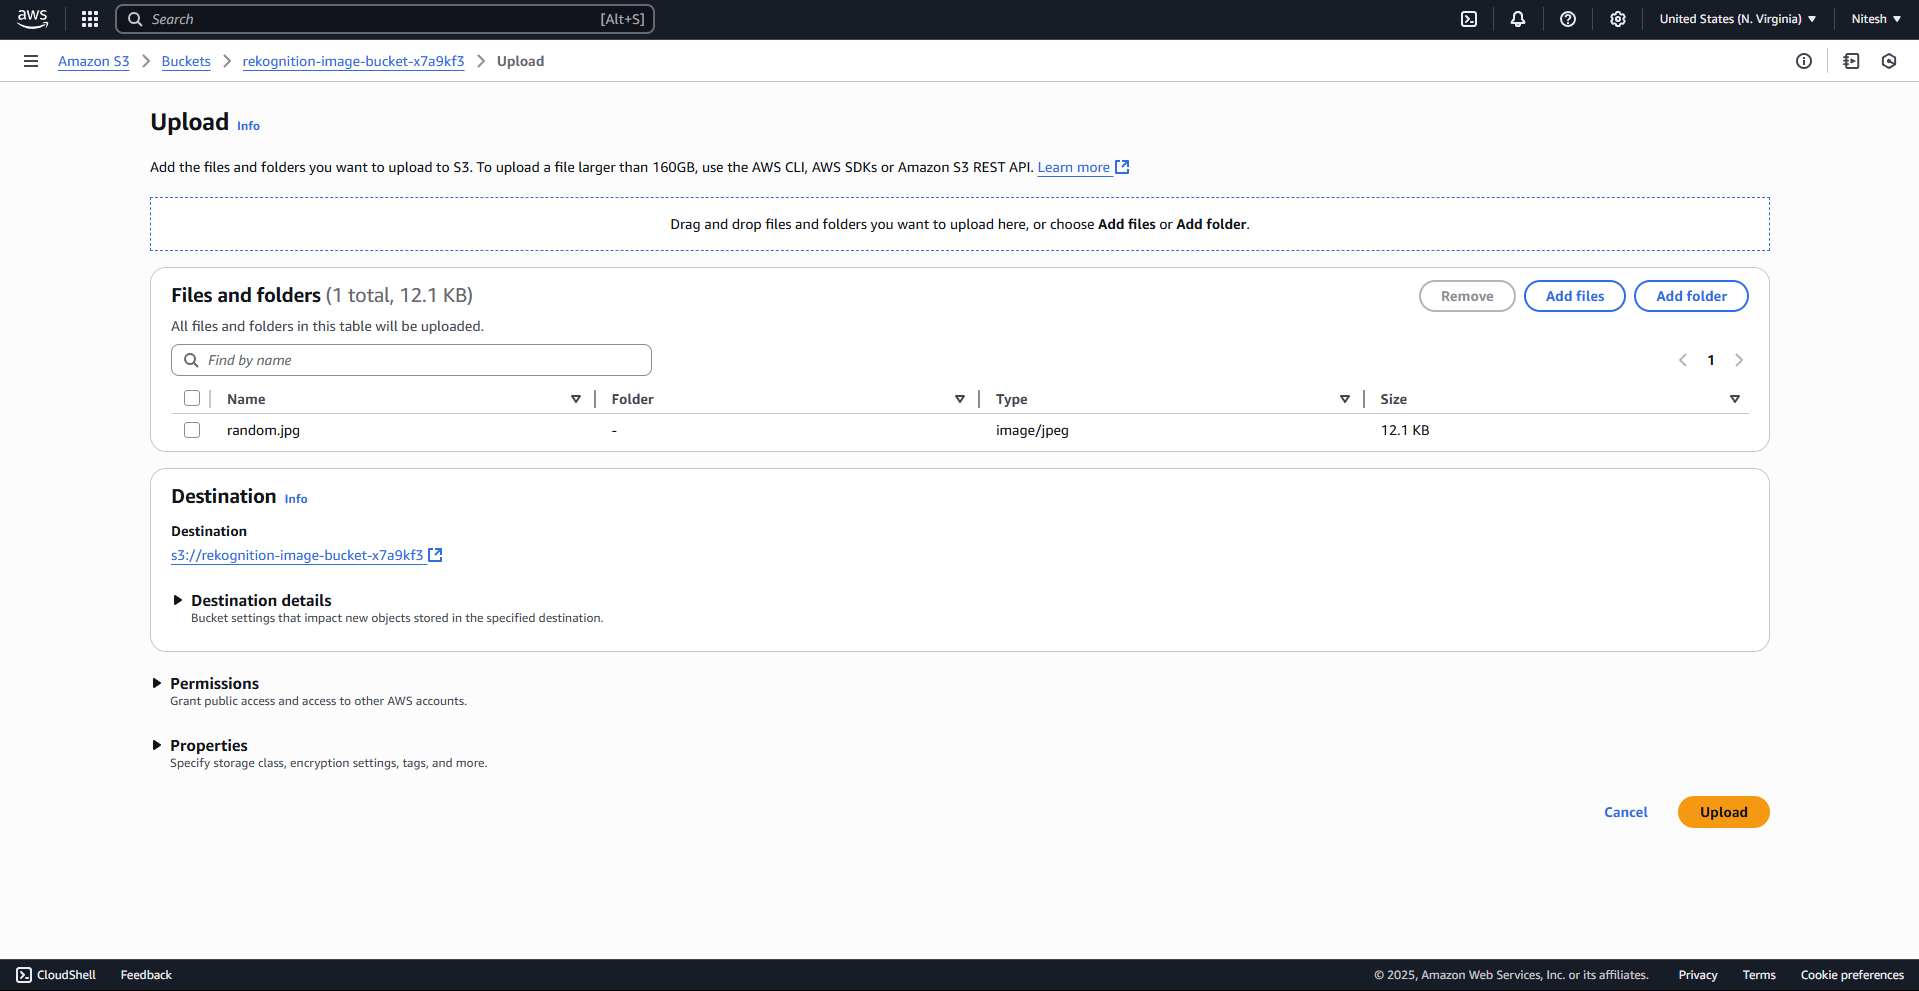 aws
Search [Alt+S]
United States (N. Virginia)
Nitesh
Amazon S3 > Buckets > rekognition-image-bucket-x7a9kf3 > Upload
Upload Info
Add the files and folders you want to upload to S3. To upload a file larger than 160GB, use the AWS CLI, AWS SDKs or Amazon S3 REST API. Learn more
Drag and drop files and folders you want to upload here, or choose Add files or Add folder.
Files and folders (1 total, 12.1 KB)
Remove Add files Add folder
All files and folders in this table will be uploaded.
Find by name
1
Name Folder Type Size
random.jpg - image/jpeg 12.1 KB
Destination Info
Destination
s3://rekognition-image-bucket-x7a9kf3
Destination details
Bucket settings that impact new objects stored in the specified destination.
Permissions
Grant public access and access to other AWS accounts.
Properties
Specify storage class, encryption settings, tags, and more.
Cancel Upload
CloudShell Feedback © 2025, Amazon Web Services, Inc. or its affiliates. Privacy Terms Cookie preferences